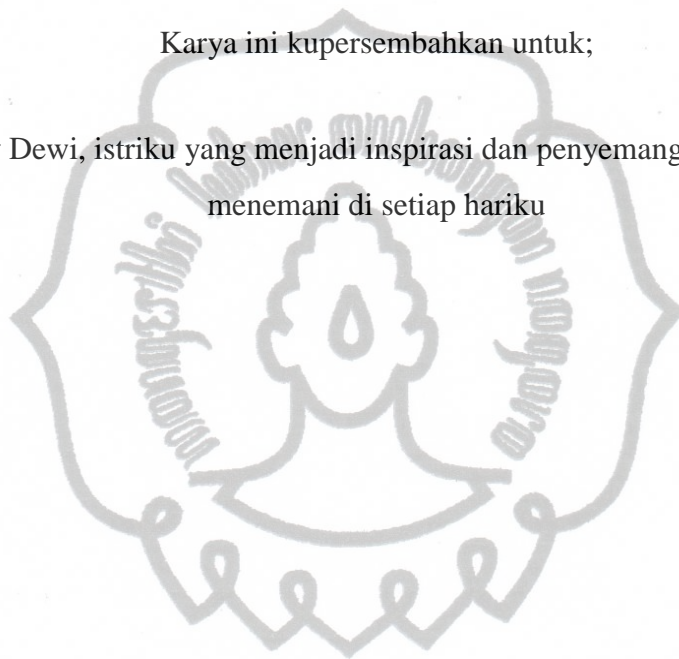 Karya ini kupersembahkan untuk;
Dewi, istriku yang menjadi inspirasi dan penyemang
menemani di setiap hariku